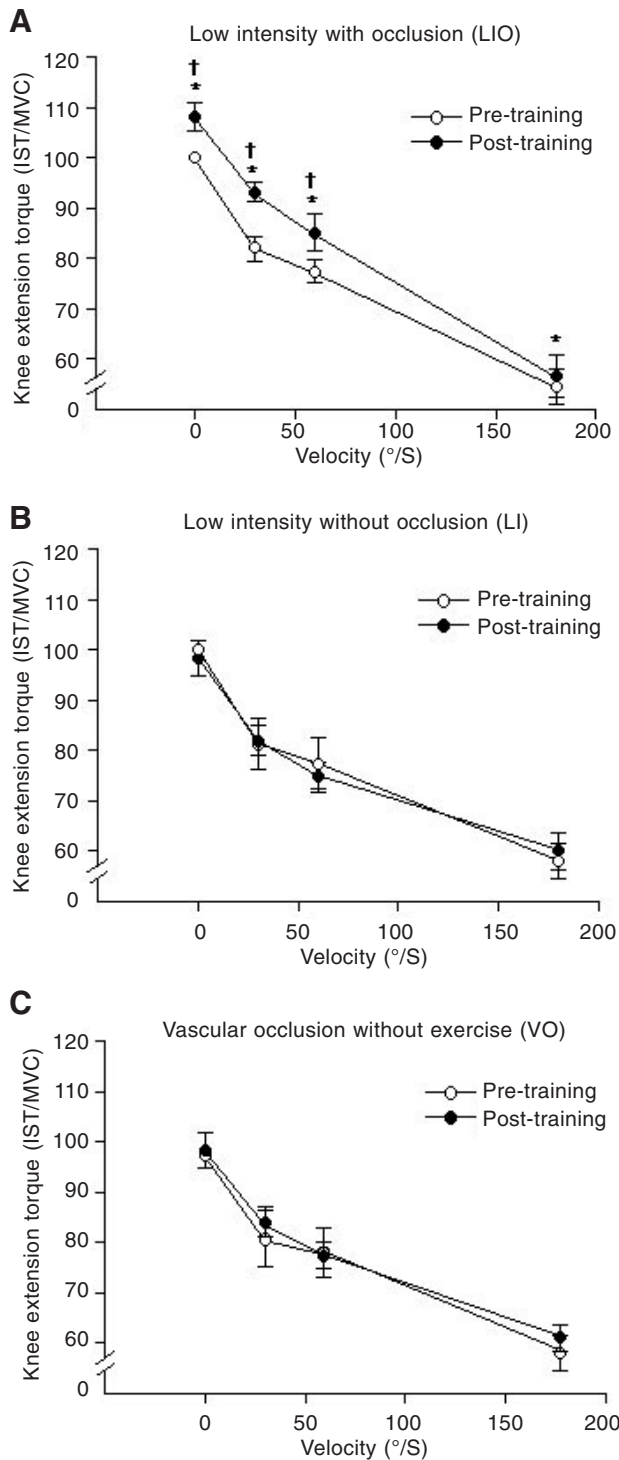 A
Low intensity with occlusion (LIO)
Knee extension torque (IST/MVC)
120
110
100
90
80
70
60
0
† 
*
†
*
†
*
*
Pre-training
Post-training
0 50 100 150 200
Velocity (°/S)
B
Low intensity without occlusion (LI)
Knee extension torque (IST/MVC)
120
110
100
90
80
70
60
0
Pre-training
Post-training
0 50 100 150 200
Velocity (°/S)
C
Vascular occlusion without exercise (VO)
Knee extension torque (IST/MVC)
120
110
100
90
80
70
60
0
Pre-training
Post-training
0 50 100 150 200
Velocity (°/S)